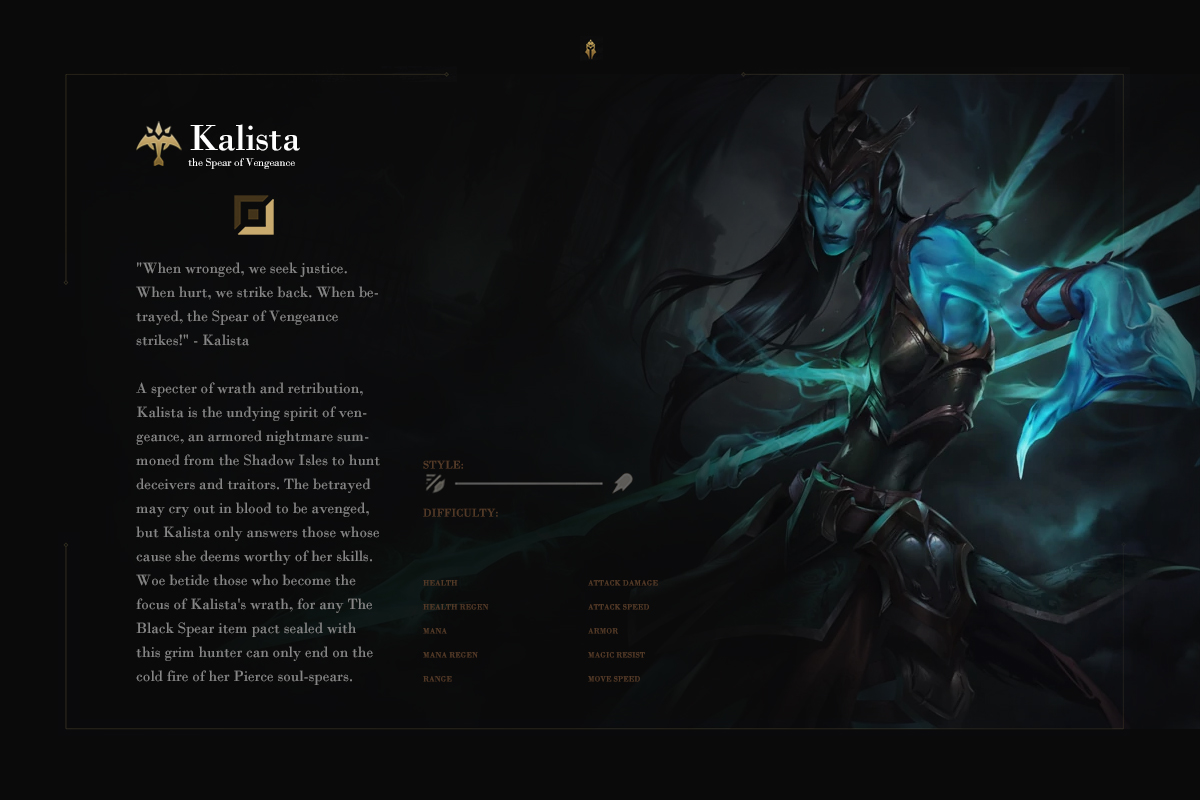 Kalista
the Spear of Vengeance
"When wronged, we seek justice.
When hurt, we strike back. When be-
trayed, the Spear of Vengeance
strikes!" - Kalista
A specter of wrath and retribution,
Kalista is the undying spirit of ven-
geance, an armored nightmare sum-
moned from the Shadow Isles to hunt
deceivers and traitors. The betrayed
may cry out in blood to be avenged,
but Kalista only answers those whose
cause she deems worthy of her skills.
Woe betide those who become the
focus of Kalista's wrath, for any The
Black Spear item pact sealed with
this grim hunter can only end on the
cold fire of her Pierce soul-spears.
STYLE:
DIFFICULTY:
HEALTH
HEALTH REGEN
MANA
MANA REGEN
RANGE
ATTACK DAMAGE
ATTACK SPEED
ARMOR
MAGIC RESIST
MOVE SPEED